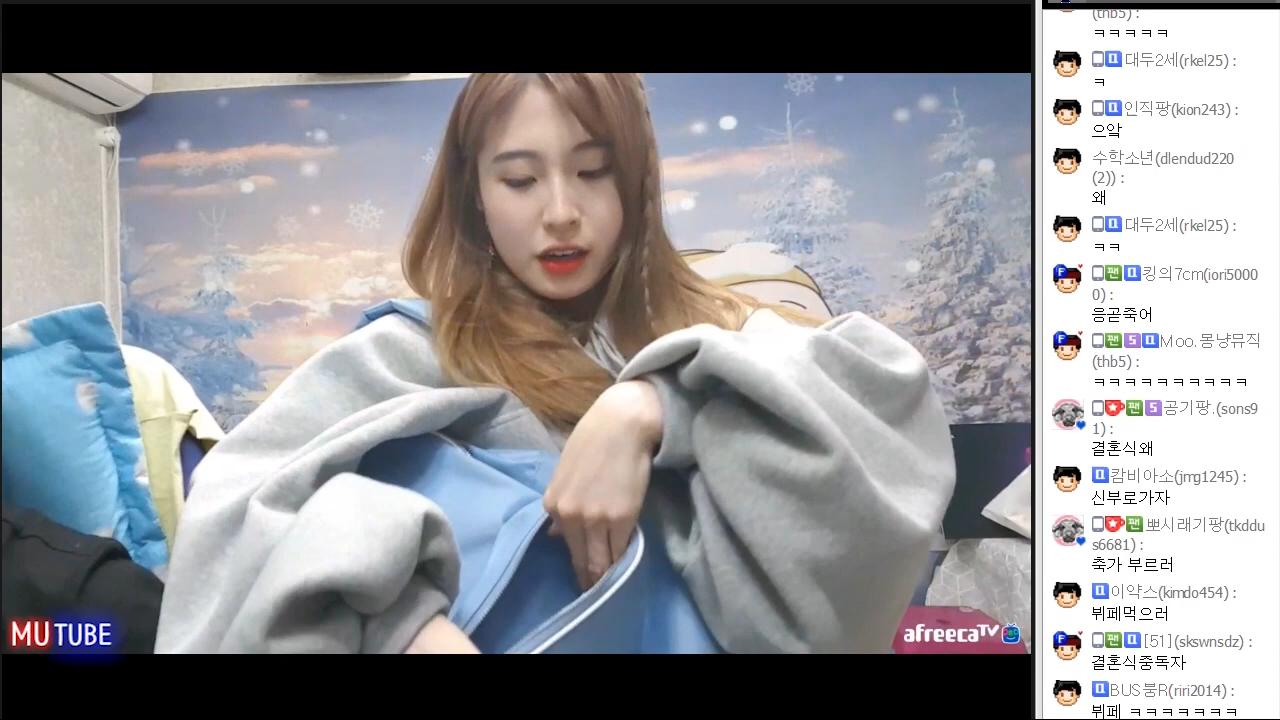 MUTUBE
afreecaTV
(thb5) :
ㅋㅋㅋㅋㅋ
대두2세(rkel25) :
ㅋ
인직팡(kion243) :
으악
수학소년(dlendud220
(2)) :
왜
대두2세(rkel25) :
ㅋㅋ
F 팬 킹의7cm(iori5000
0) :
응곧죽어
F 팬 S Moo.몽냥뮤직
(thb5) :
ㅋㅋㅋㅋㅋㅋㅋㅋㅋㅋ
팬 S 공기팡.(sons9
1) :
결혼식왜
캄비아소(jmg1245) :
신부로가자
팬 뽀시래기팡(tkddu
s6681) :
축가 부르러
이약스(kimdo454) :
뷔페먹으러
F 팬 [51](skswnsdz) :
결혼식중독자
BUS붕R(riri2014) :
뷔페 ㅋㅋㅋㅋㅋㅋㅋ